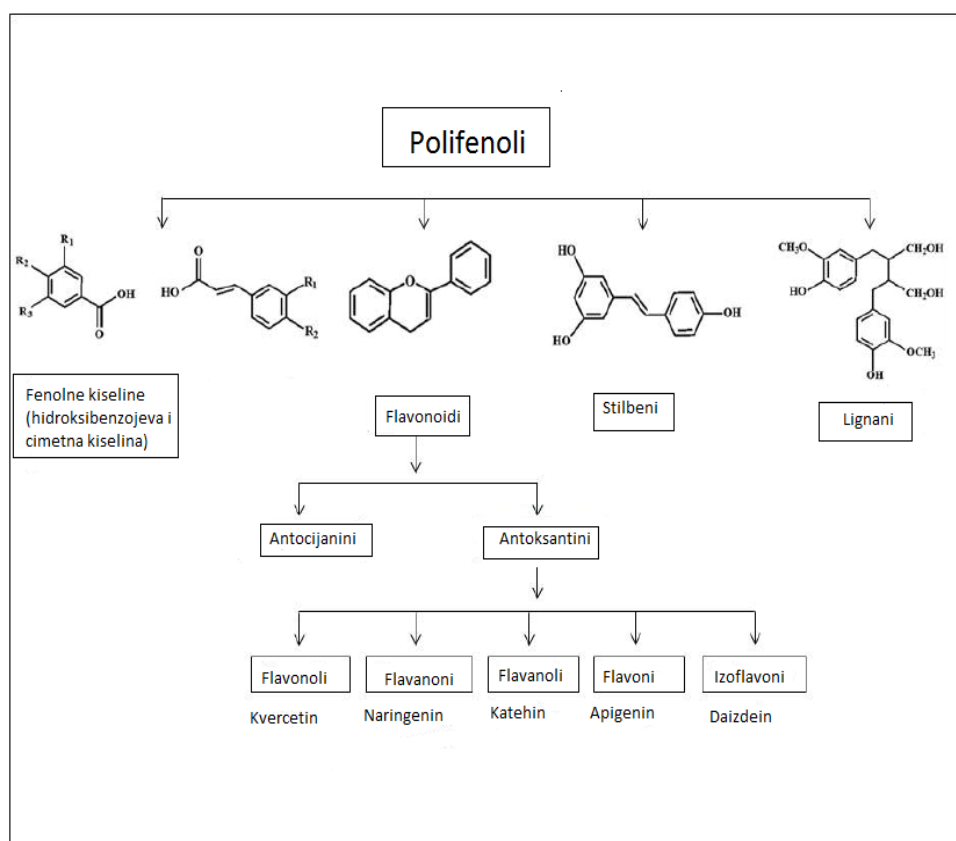 Polifenoli
R₁
R₂
R₃
OH
O
O
HO
R₁
R₂
O
HO
HO
OH
CH₃O
HO
CH₂OH
CH₂OH
OCH₃
OH
Fenolne kiseline
(hidroksibenzojeva i
cimetna kiselina)
Flavonoidi
Stilbeni
Lignani
Antocijanini
Antoksantini
Flavonoli
Flavanoni
Flavanoli
Flavoni
Izoflavoni
Kvercetin
Naringenin
Katehin
Apigenin
Daizdein